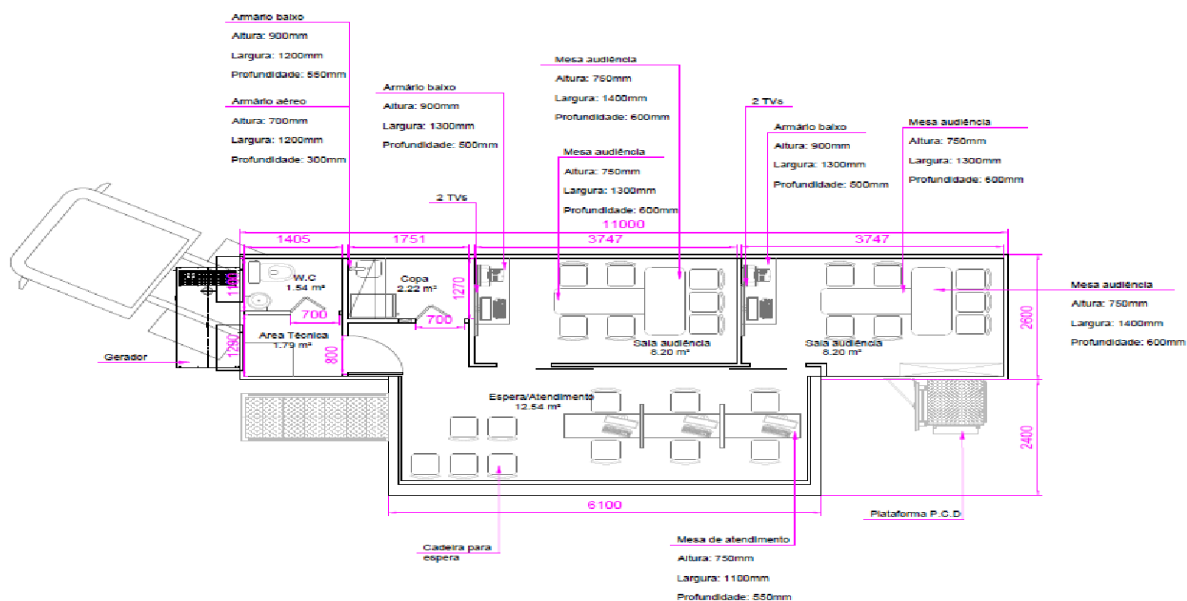 Armário baixo
Altura: 900mm
Largura: 1200mm
Profundidade: 550mm
Armário aéreo
Altura: 700mm
Largura: 1200mm
Profundidade: 300mm
Armário baixo
Altura: 900mm
Largura: 1300mm
Profundidade: 500mm
2 TVs
Mesa audiência
Altura: 750mm
Largura: 1400mm
Profundidade: 600mm
Mesa audiência
Altura: 750mm
Largura: 1300mm
Profundidade: 600mm
2 TVs
Armário baixo
Altura: 900mm
Largura: 1300mm
Profundidade: 500mm
Mesa audiência
Altura: 750mm
Largura: 1300mm
Profundidade: 600mm
11000
1405
1751
3747
3747
W.C
1.54 m²
Copa
2.22 m²
1270
700
700
Area Técnica
1.79 m²
1290
800
Gerador
Sala audiência
8.20 m²
Sala audiência
8.20 m²
2600
Mesa audiência
Altura: 750mm
Largura: 1400mm
Profundidade: 600mm
Espera/Atendimento
12.54 m²
2400
6100
Plataforma P.C.D
Cadeira para
espera
Mesa de atendimento
Altura: 750mm
Largura: 1100mm
Profundidade: 550mm